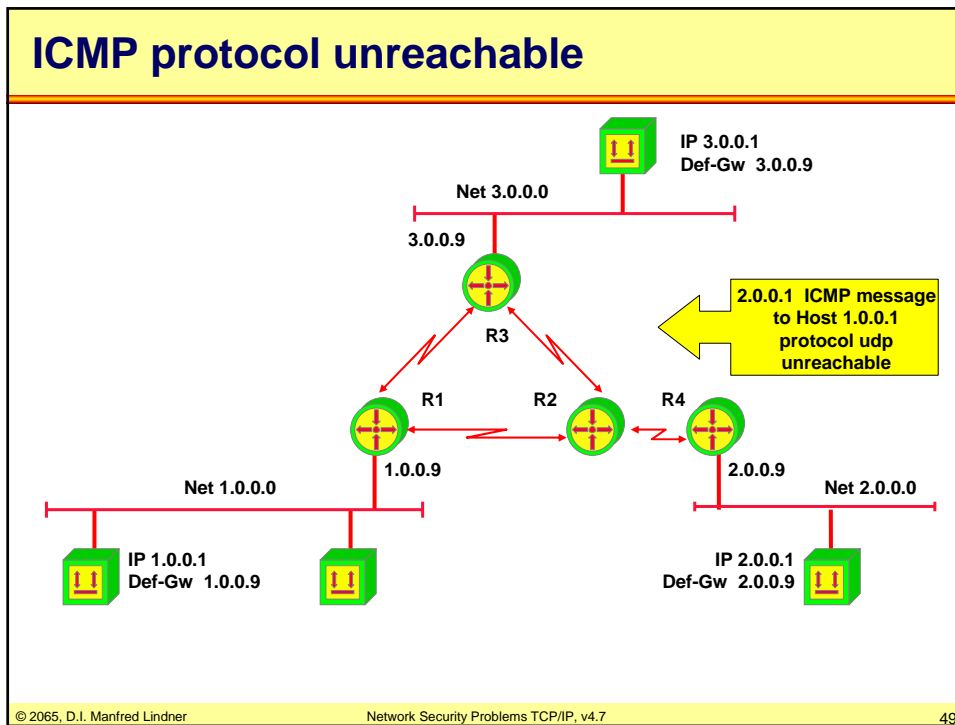 ICMP protocol unreachable
IP 3.0.0.1
Def-Gw 3.0.0.9
Net 3.0.0.0
3.0.0.9
2.0.0.1 ICMP message
to Host 1.0.0.1
protocol udp
unreachable
R3
R1
R2
R4
1.0.0.9
2.0.0.9
Net 1.0.0.0
Net 2.0.0.0
IP 1.0.0.1
Def-Gw 1.0.0.9
IP 2.0.0.1
Def-Gw 2.0.0.9
© 2065, D.I. Manfred Lindner
Network Security Problems TCP/IP, v4.7
49